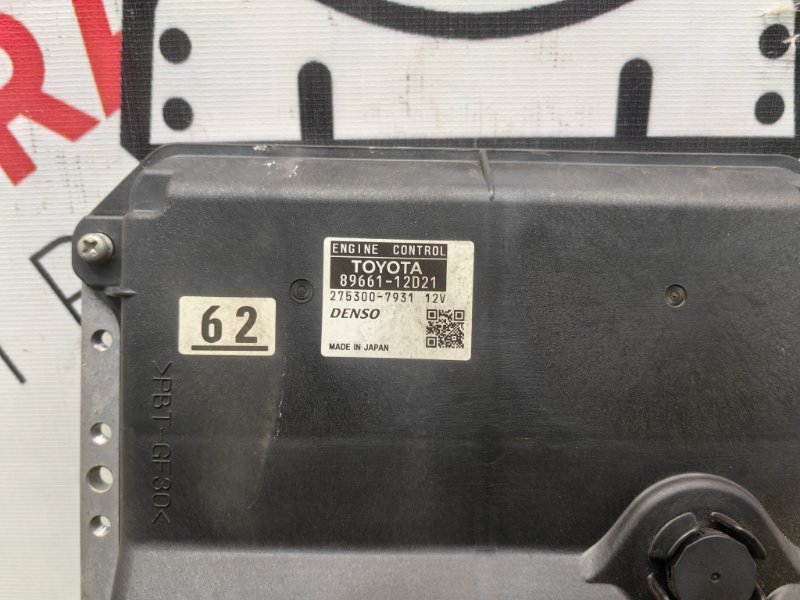 ENGINE CONTROL
TOYOTA
89661-12D21
275300-7931 12V
DENSO
MADE IN JAPAN
62
>PBT-GF30<